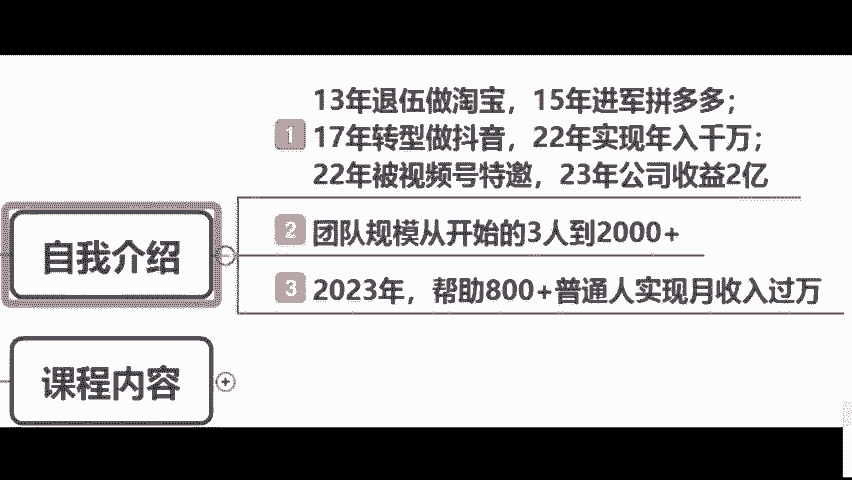 13年退伍做淘宝，15年进军拼多多；
1 17年转型做抖音，22年实现年入千万；
22年被视频号特邀，23年公司收益2亿
自我介绍
2 团队规模从开始的3人到2000+
3 2023年，帮助800+普通人实现月收入过万
课程内容